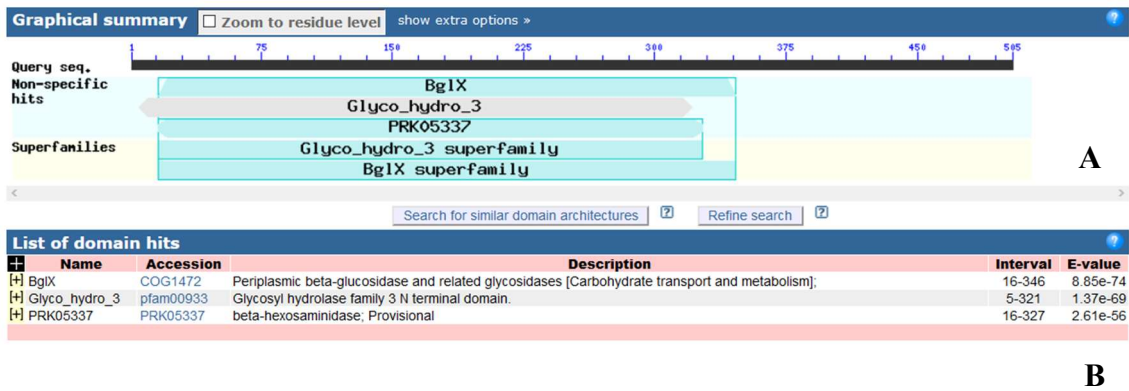 Graphical summary Zoom to residue level show extra options »
1 75 150 225 300 375 450 505
Query seq.
Non-specific hits
BglX
Glyco_hydro_3
PRK05337
Superfamilies
Glyco_hydro_3 superfamily
BglX superfamily
A
Search for similar domain architectures ? Refine search ?
List of domain hits
Name Accession Description Interval E-value
[+] BglX COG1472 Periplasmic beta-glucosidase and related glycosidases [Carbohydrate transport and metabolism]; 16-346 8.85e-74
[+] Glyco_hydro_3 pfam00933 Glycosyl hydrolase family 3 N terminal domain. 5-321 1.37e-69
[+] PRK05337 PRK05337 beta-hexosaminidase; Provisional 16-327 2.61e-56
B